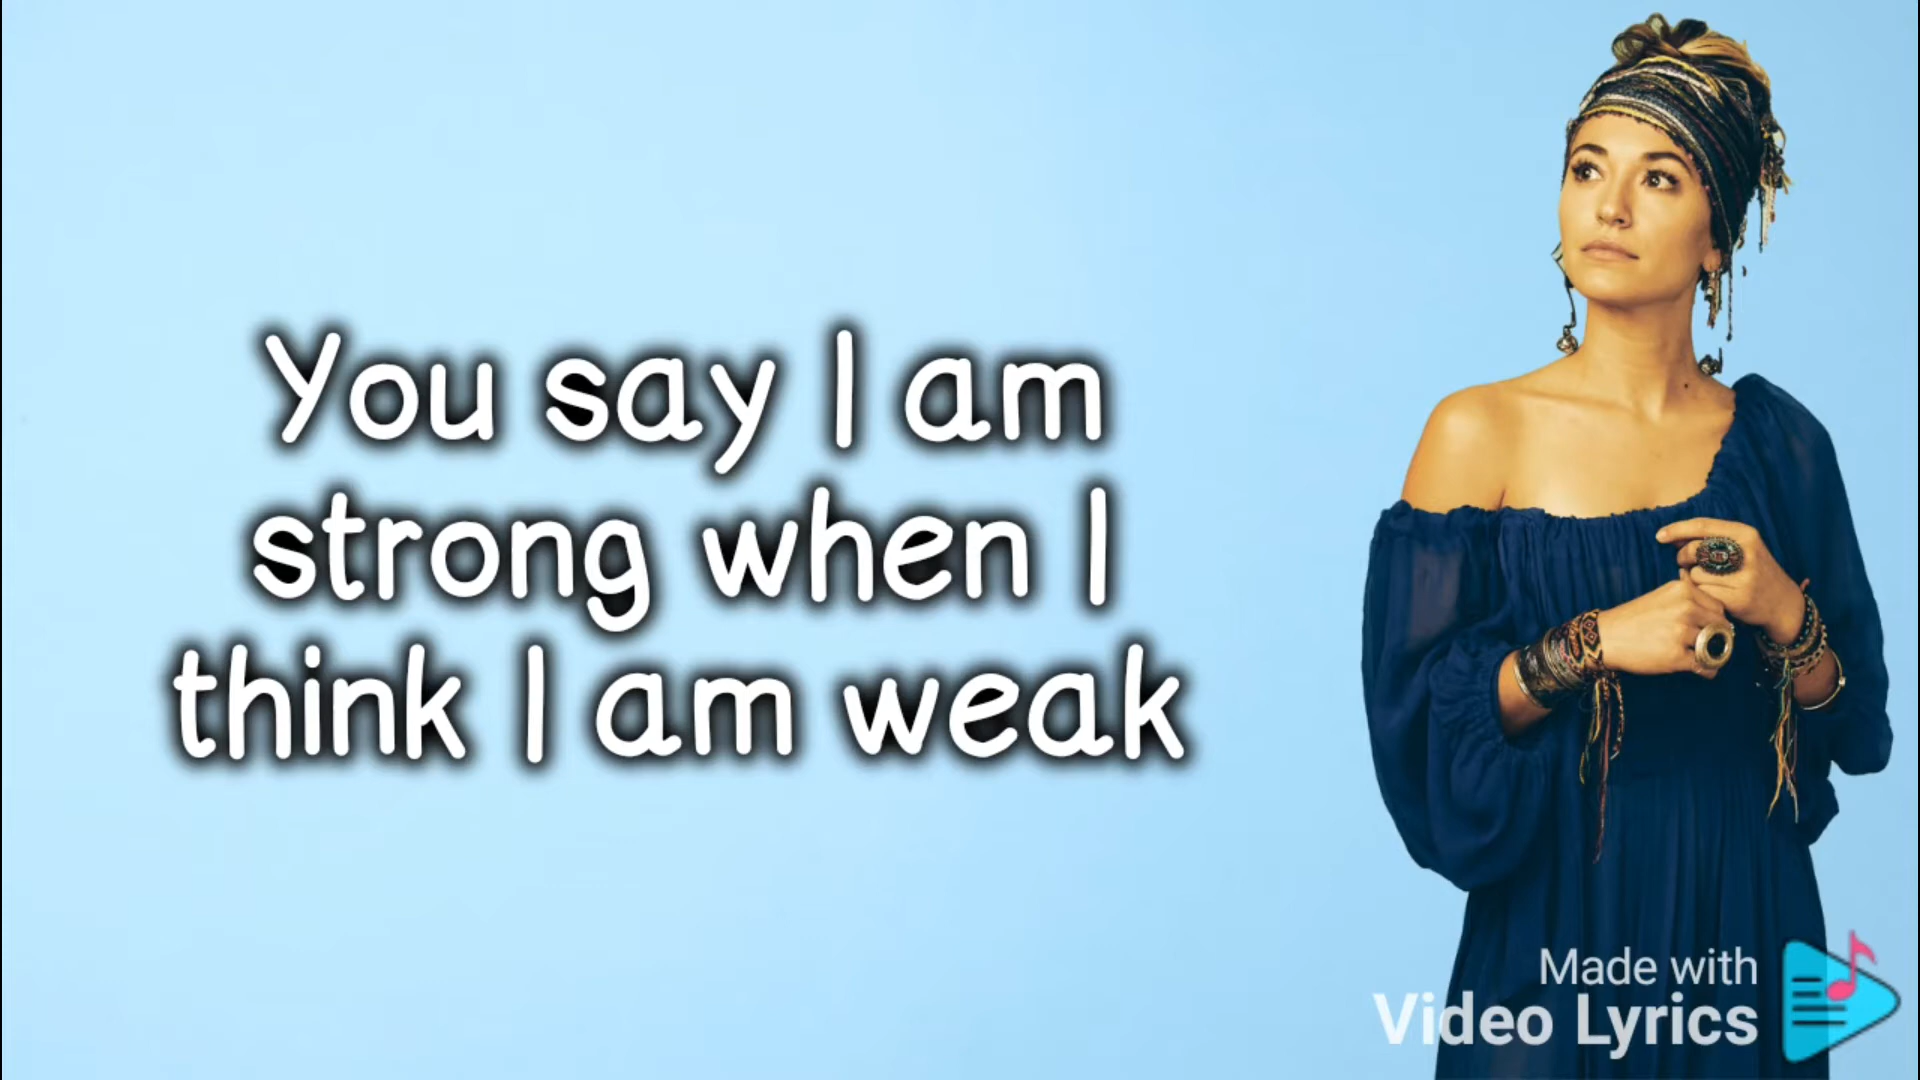 You say I am
strong when I
think I am weak
Made with
Video Lyrics